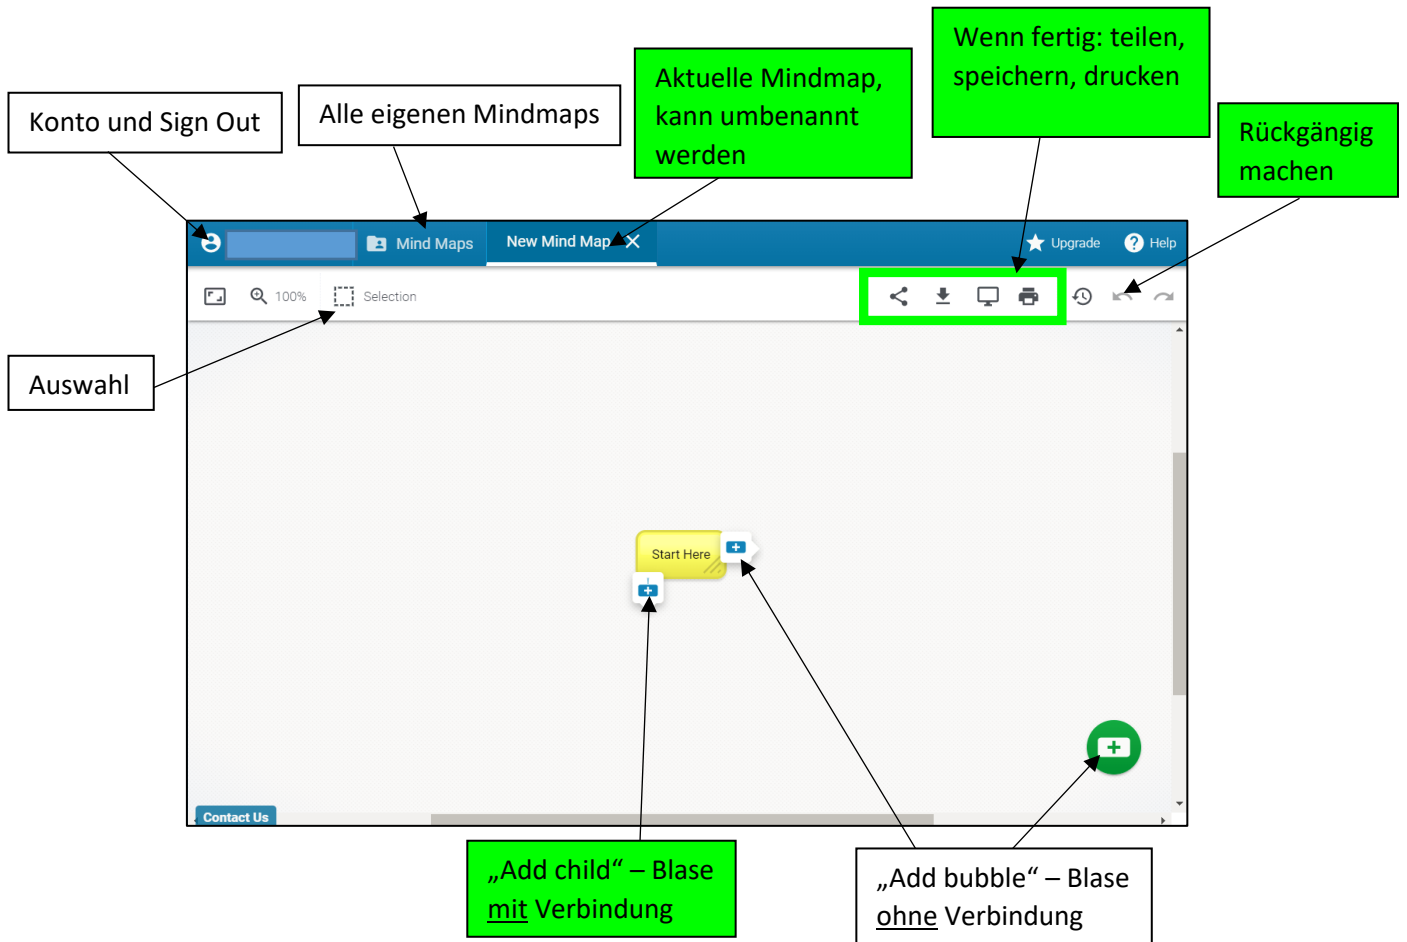 Wenn fertig: teilen,
speichern, drucken
Aktuelle Mindmap,
kann umbenannt
werden
Konto und Sign Out
Alle eigenen Mindmaps
Rückgängig
machen
Mind Maps
New Mind Map
Upgrade
Help
100%
Selection
Auswahl
Start Here
Contact Us
„Add child“ – Blase
mit Verbindung
„Add bubble“ – Blase
ohne Verbindung